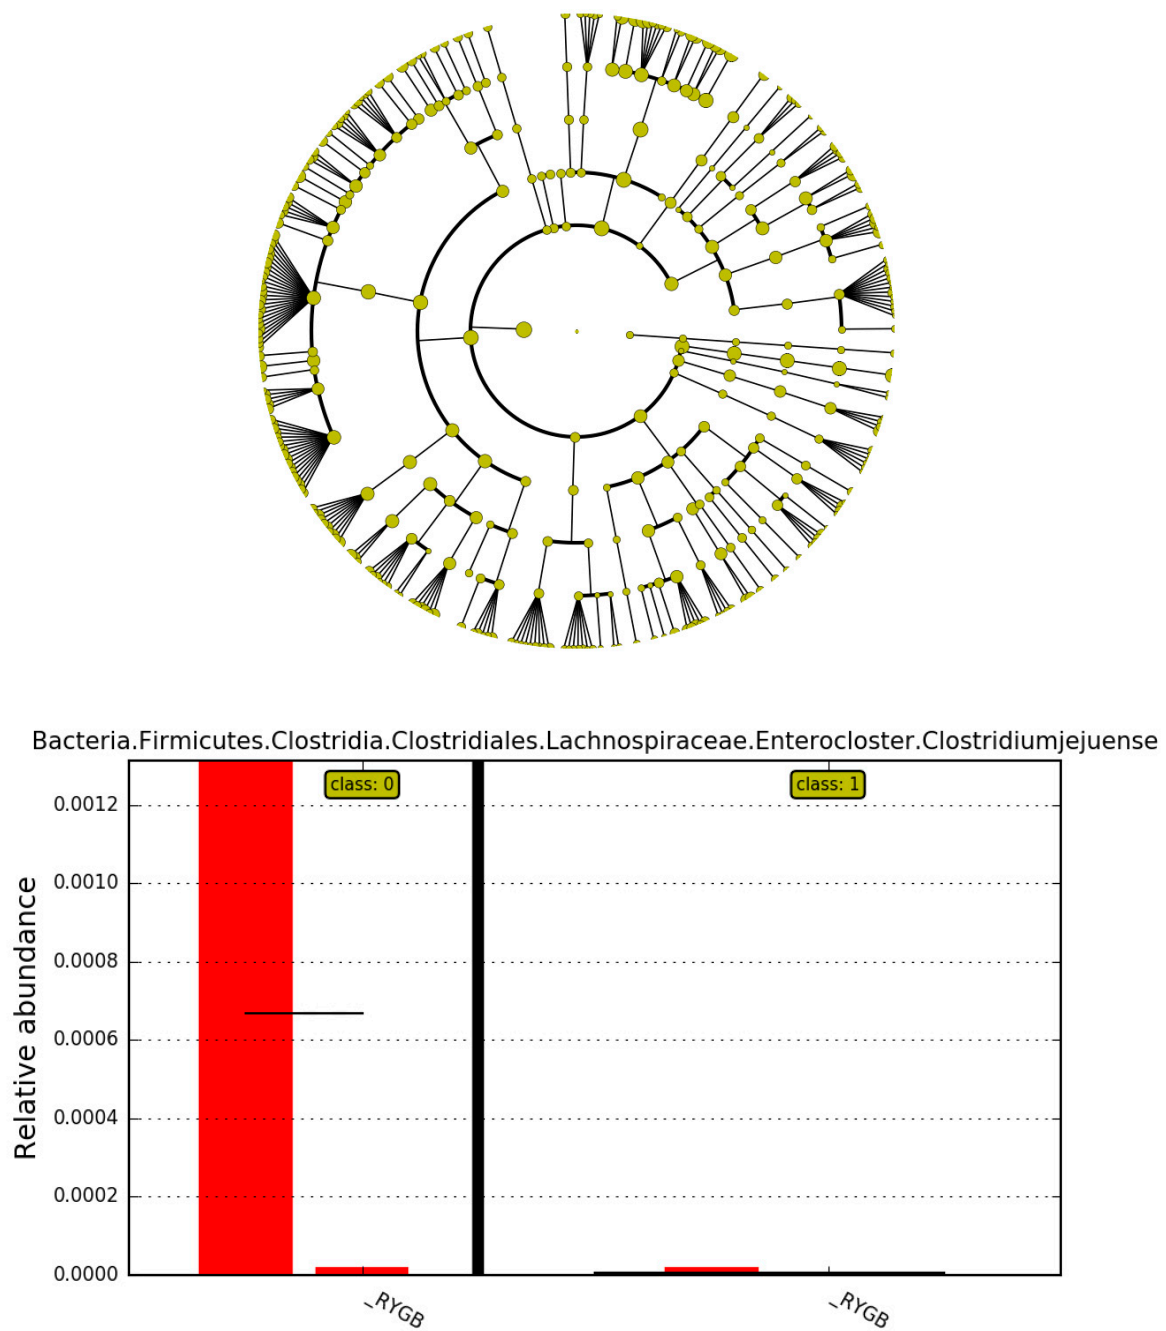 Bacteria.Firmicutes.Clostridia.Clostridiales.Lachnospiraceae.Enterocloster.Clostridiumjejuense
class: 0
class: 1
Relative abundance
0.0012
0.0010
0.0008
0.0006
0.0004
0.0002
0.0000
_RYGB
_RYGB